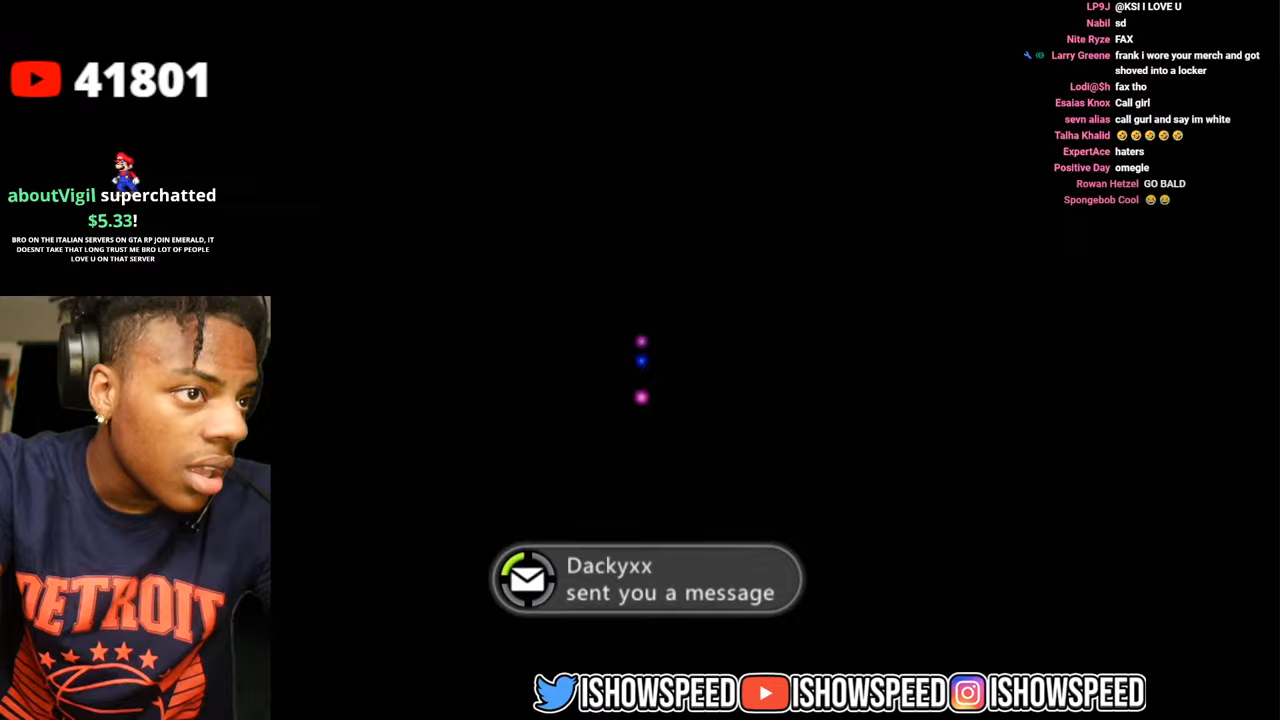 41801
aboutVigil superchatted
$5.33!
BRO ON THE ITALIAN SERVERS ON GTA RP JOIN EMERALD, IT
DOESNT TAKE THAT LONG TRUST ME BRO LOT OF PEOPLE
LOVE U ON THAT SERVER
LP9J @KSI I LOVE U
Nabil sd
Nite Ryze FAX
Larry Greene frank i wore your merch and got
shoved into a locker
Lodi@$h fax tho
Esaias Knox Call girl
sevn alias call gurl and say im white
Talha Khalid 🤣🤣🤣🤣🤣
ExpertAce haters
Positive Day omegle
Rowan Hetzel GO BALD
Spongebob Cool 😂😂
DETROIT
Dackyxx
sent you a message
ISHOWSPEED ISHOWSPEED ISHOWSPEED